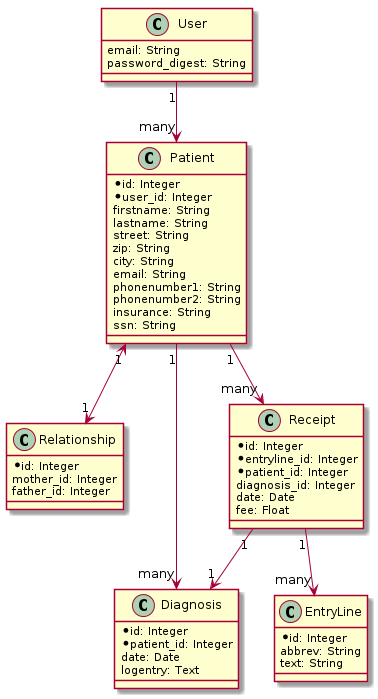 C User
email: String
password_digest: String
1
many
C Patient
•id: Integer
•user_id: Integer
firstname: String
lastname: String
street: String
zip: String
city: String
email: String
phonenumber1: String
phonenumber2: String
insurance: String
ssn: String
1 1 1
many
1
C Relationship
•id: Integer
mother_id: Integer
father_id: Integer
C Receipt
•id: Integer
•entryline_id: Integer
•patient_id: Integer
diagnosis_id: Integer
date: Date
fee: Float
1 1
many 1 many
C Diagnosis
•id: Integer
•patient_id: Integer
date: Date
logentry: Text
C EntryLine
•id: Integer
abbrev: String
text: String